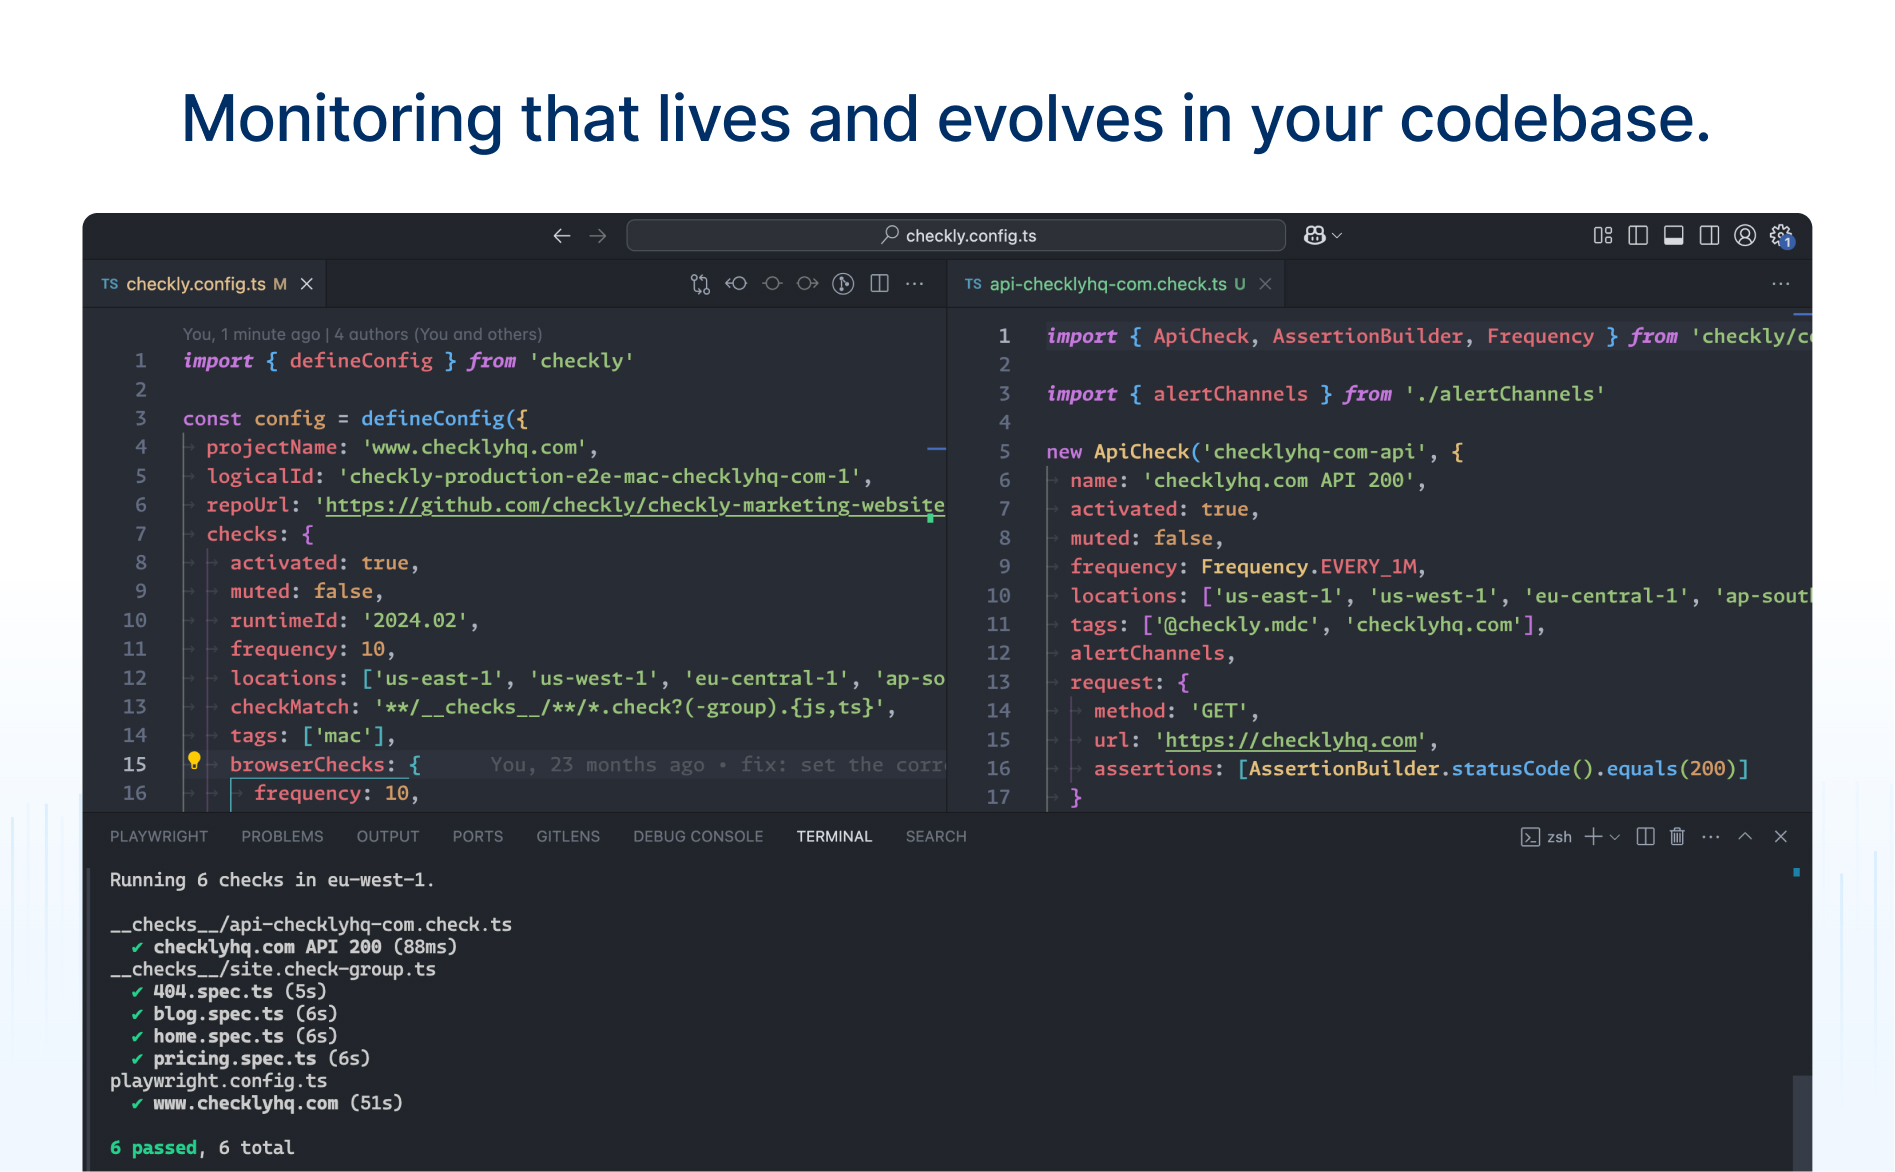 Monitoring that lives and evolves in your codebase.
checkly.config.ts
1
TS checkly.config.ts M
You, 1 minute ago | 4 authors (You and others)
1 import { defineConfig } from 'checkly'
2
3 const config = defineConfig({
4 projectName: 'www.checklyhq.com',
5 logicalId: 'checkly-production-e2e-mac-checklyhq-com-1',
6 repoUrl: 'https://github.com/checkly/checkly-marketing-website
7 checks: {
8 activated: true,
9 muted: false,
10 runtimeId: '2024.02',
11 frequency: 10,
12 locations: ['us-east-1', 'us-west-1', 'eu-central-1', 'ap-so
13 checkMatch: '**/__checks__/**/*.check?(-group).{js,ts}',
14 tags: ['mac'],
15 browserChecks: { You, 23 months ago • fix: set the corr
16 frequency: 10,
TS api-checklyhq-com.check.ts U
1 import { ApiCheck, AssertionBuilder, Frequency } from 'checkly/c
2
3 import { alertChannels } from './alertChannels'
4
5 new ApiCheck('checklyhq-com-api', {
6 name: 'checklyhq.com API 200',
7 activated: true,
8 muted: false,
9 frequency: Frequency.EVERY_1M,
10 locations: ['us-east-1', 'us-west-1', 'eu-central-1', 'ap-sout
11 tags: ['@checkly.mdc', 'checklyhq.com'],
12 alertChannels,
13 request: {
14 method: 'GET',
15 url: 'https://checklyhq.com',
16 assertions: [AssertionBuilder.statusCode().equals(200)]
17 }
PLAYWRIGHT PROBLEMS OUTPUT PORTS GITLENS DEBUG CONSOLE TERMINAL SEARCH zsh
Running 6 checks in eu-west-1.
__checks__/api-checklyhq-com.check.ts
✔ checklyhq.com API 200 (88ms)
__checks__/site.check-group.ts
✔ 404.spec.ts (5s)
✔ blog.spec.ts (6s)
✔ home.spec.ts (6s)
✔ pricing.spec.ts (6s)
playwright.config.ts
✔ www.checklyhq.com (51s)
6 passed, 6 total